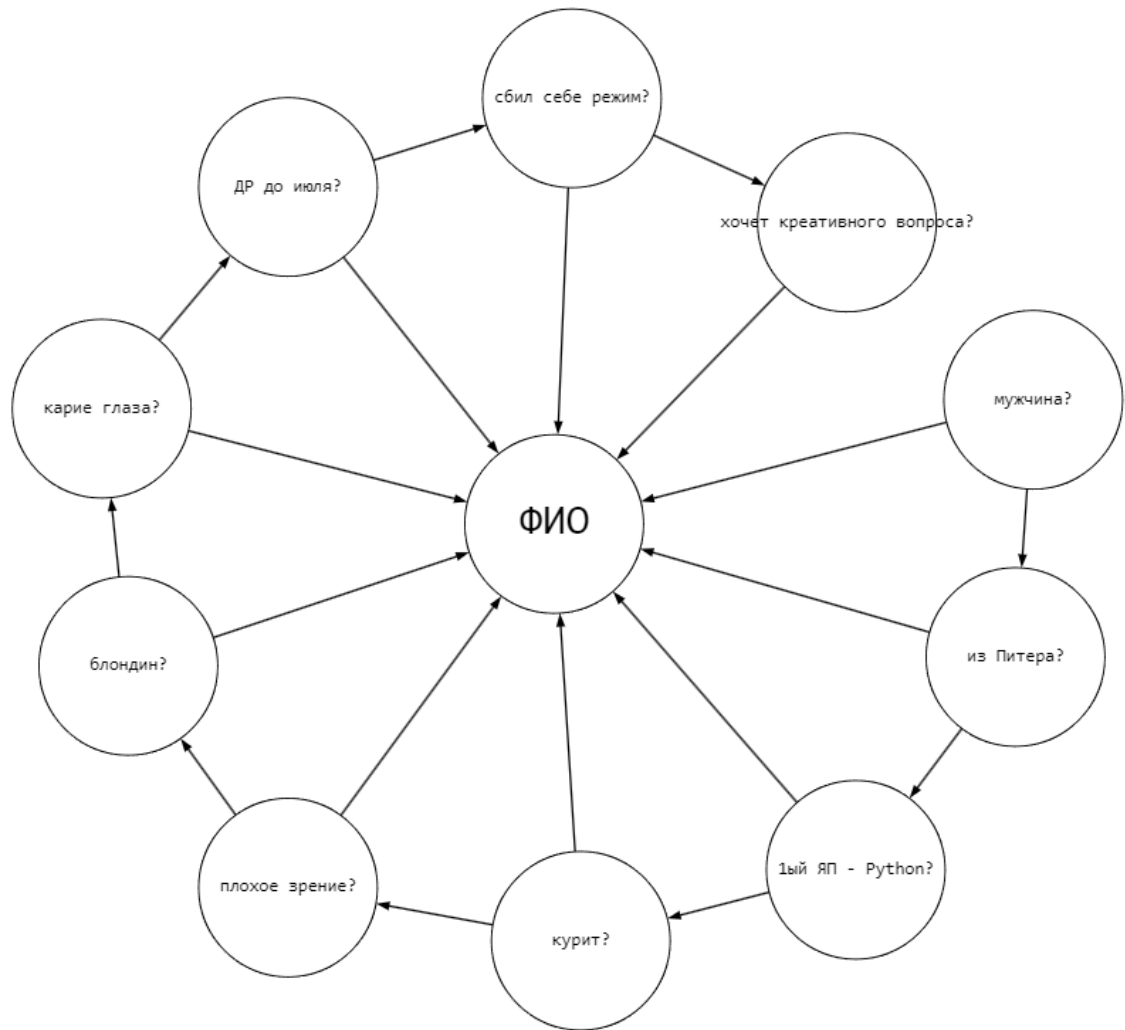 сбил себе режим?
ДР до июля?
хочет креативного вопроса?
карие глаза?
мужчина?
ФИО
блондин?
из Питера?
1ый ЯП - Python?
плохое зрение?
курит?